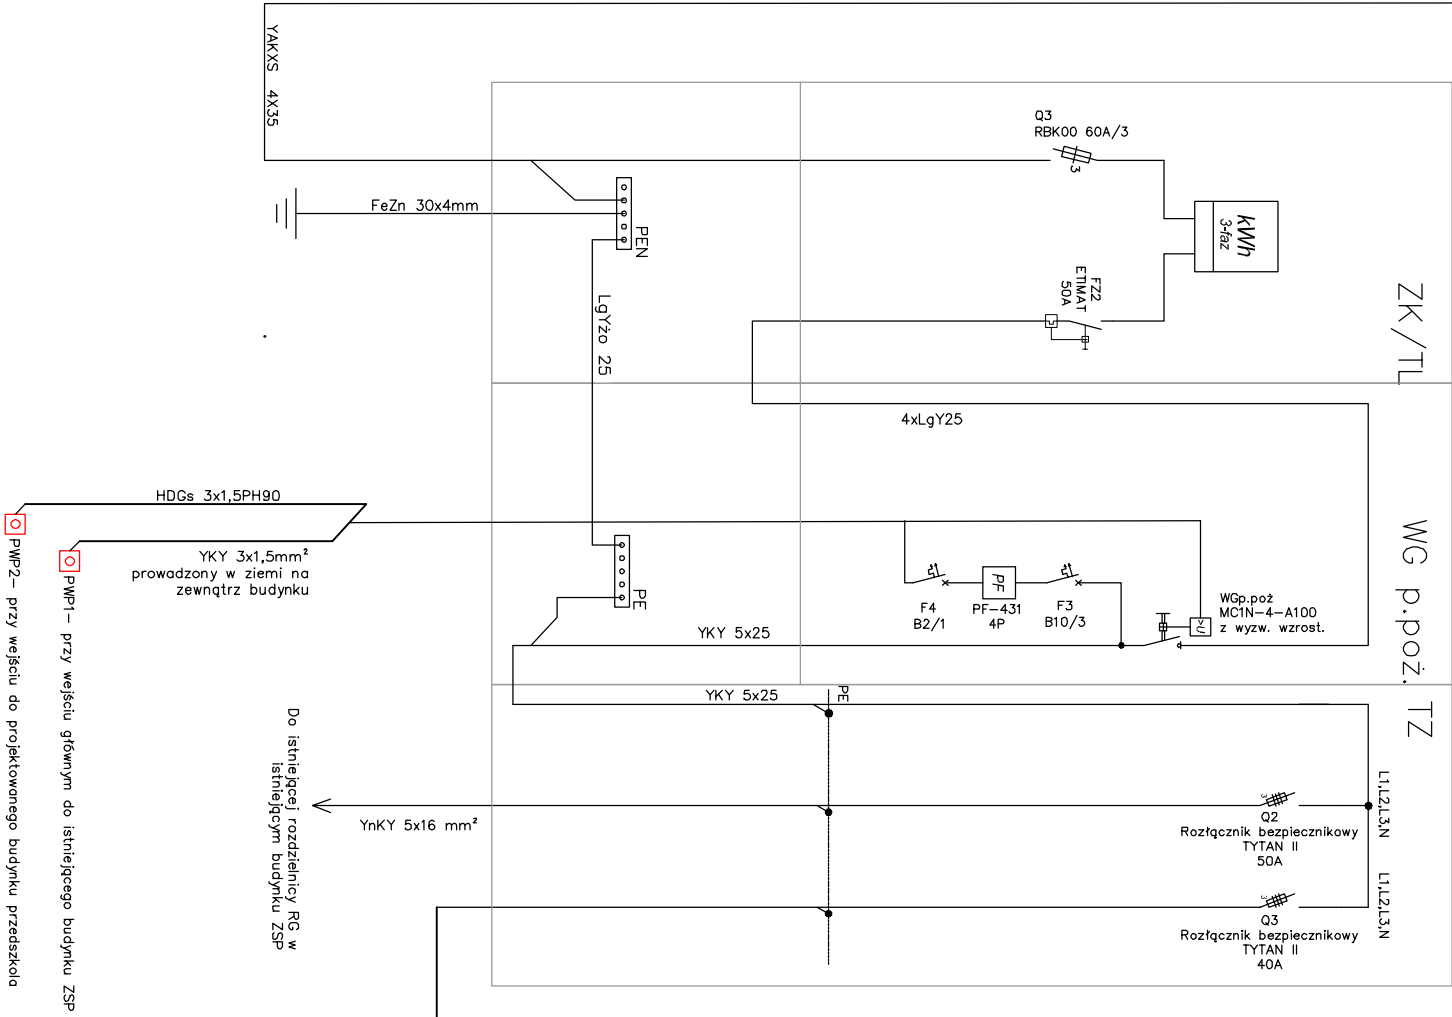 YAKXS 4X35
Q3
RBK00 60A/3
3
kWh
3-faz
FeZn 30x4mm
PEN
FZ2
ETIMAT
50A
ZK/TL
LgYżo 25
4xLgY25
HDGs 3x1,5PH90
YKY 3x1,5mm²
prowadzony w ziemi na
zewnątrz budynku
PWP2- przy wejściu do projektowanego budynku przedszkola
PWP1- przy wejściu głównym do istniejącego budynku ZSP
PE
F4
B2/1
PF
PF-431
4P
F3
B10/3
>U
WGp.poż
MC1N-4-A100
z wyzw. wzrost.
WG p.poż.
YKY 5x25
YKY 5x25
PE
TZ
L1,L2,L3,N
3
Q2
Rozłącznik bezpiecznikowy
TYTAN II
50A
YnKY 5x16 mm²
Do istniejącej rozdzielnicy RG w
istniejącym budynku ZSP
L1,L2,L3,N
3
Q3
Rozłącznik bezpiecznikowy
TYTAN II
40A